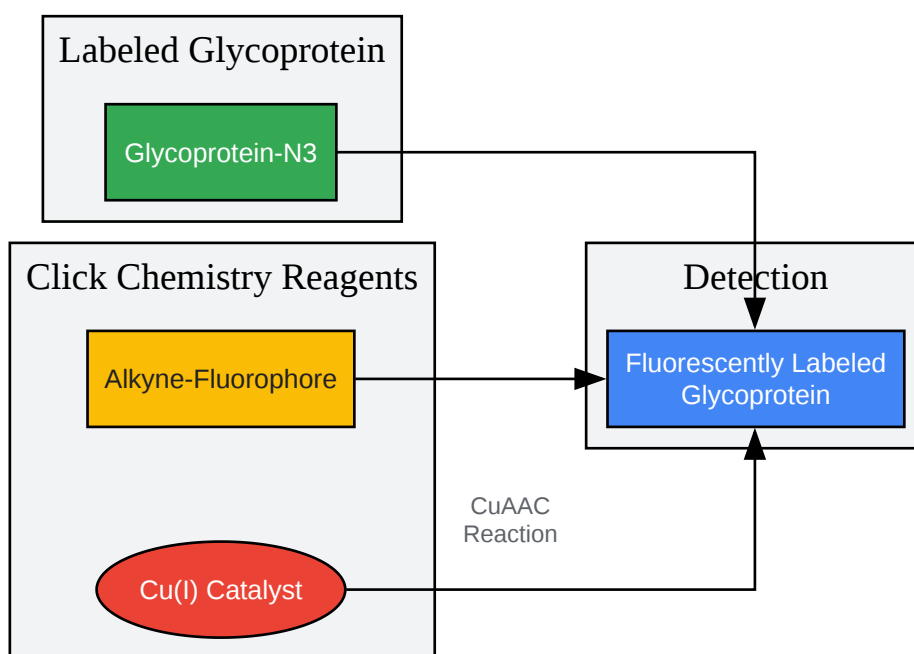 Labeled Glycoprotein
Glycoprotein-N3
Click Chemistry Reagents
Alkyne-Fluorophore
Detection
Fluorescently Labeled
Glycoprotein
CuAAC
Reaction
Cu(I) Catalyst